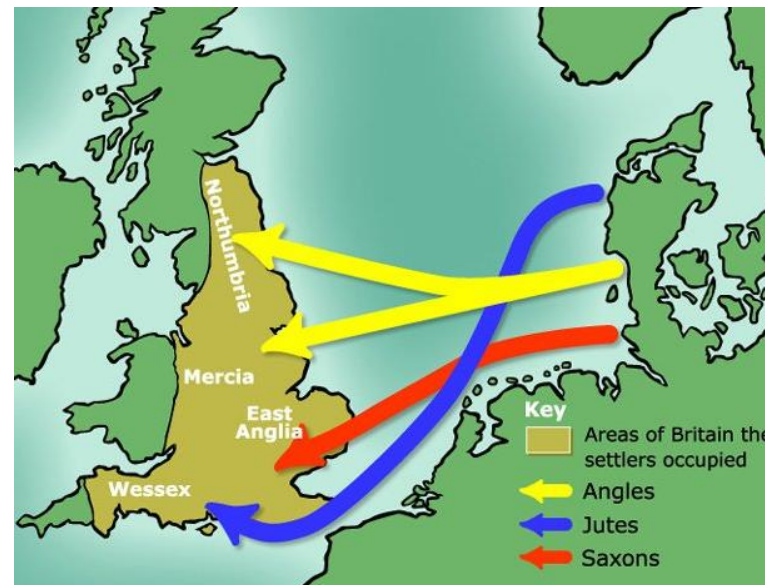 Northumbria
Mercia
East
Anglia
Wessex
Key
Areas of Britain the
settlers occupied
Angles
Jutes
Saxons